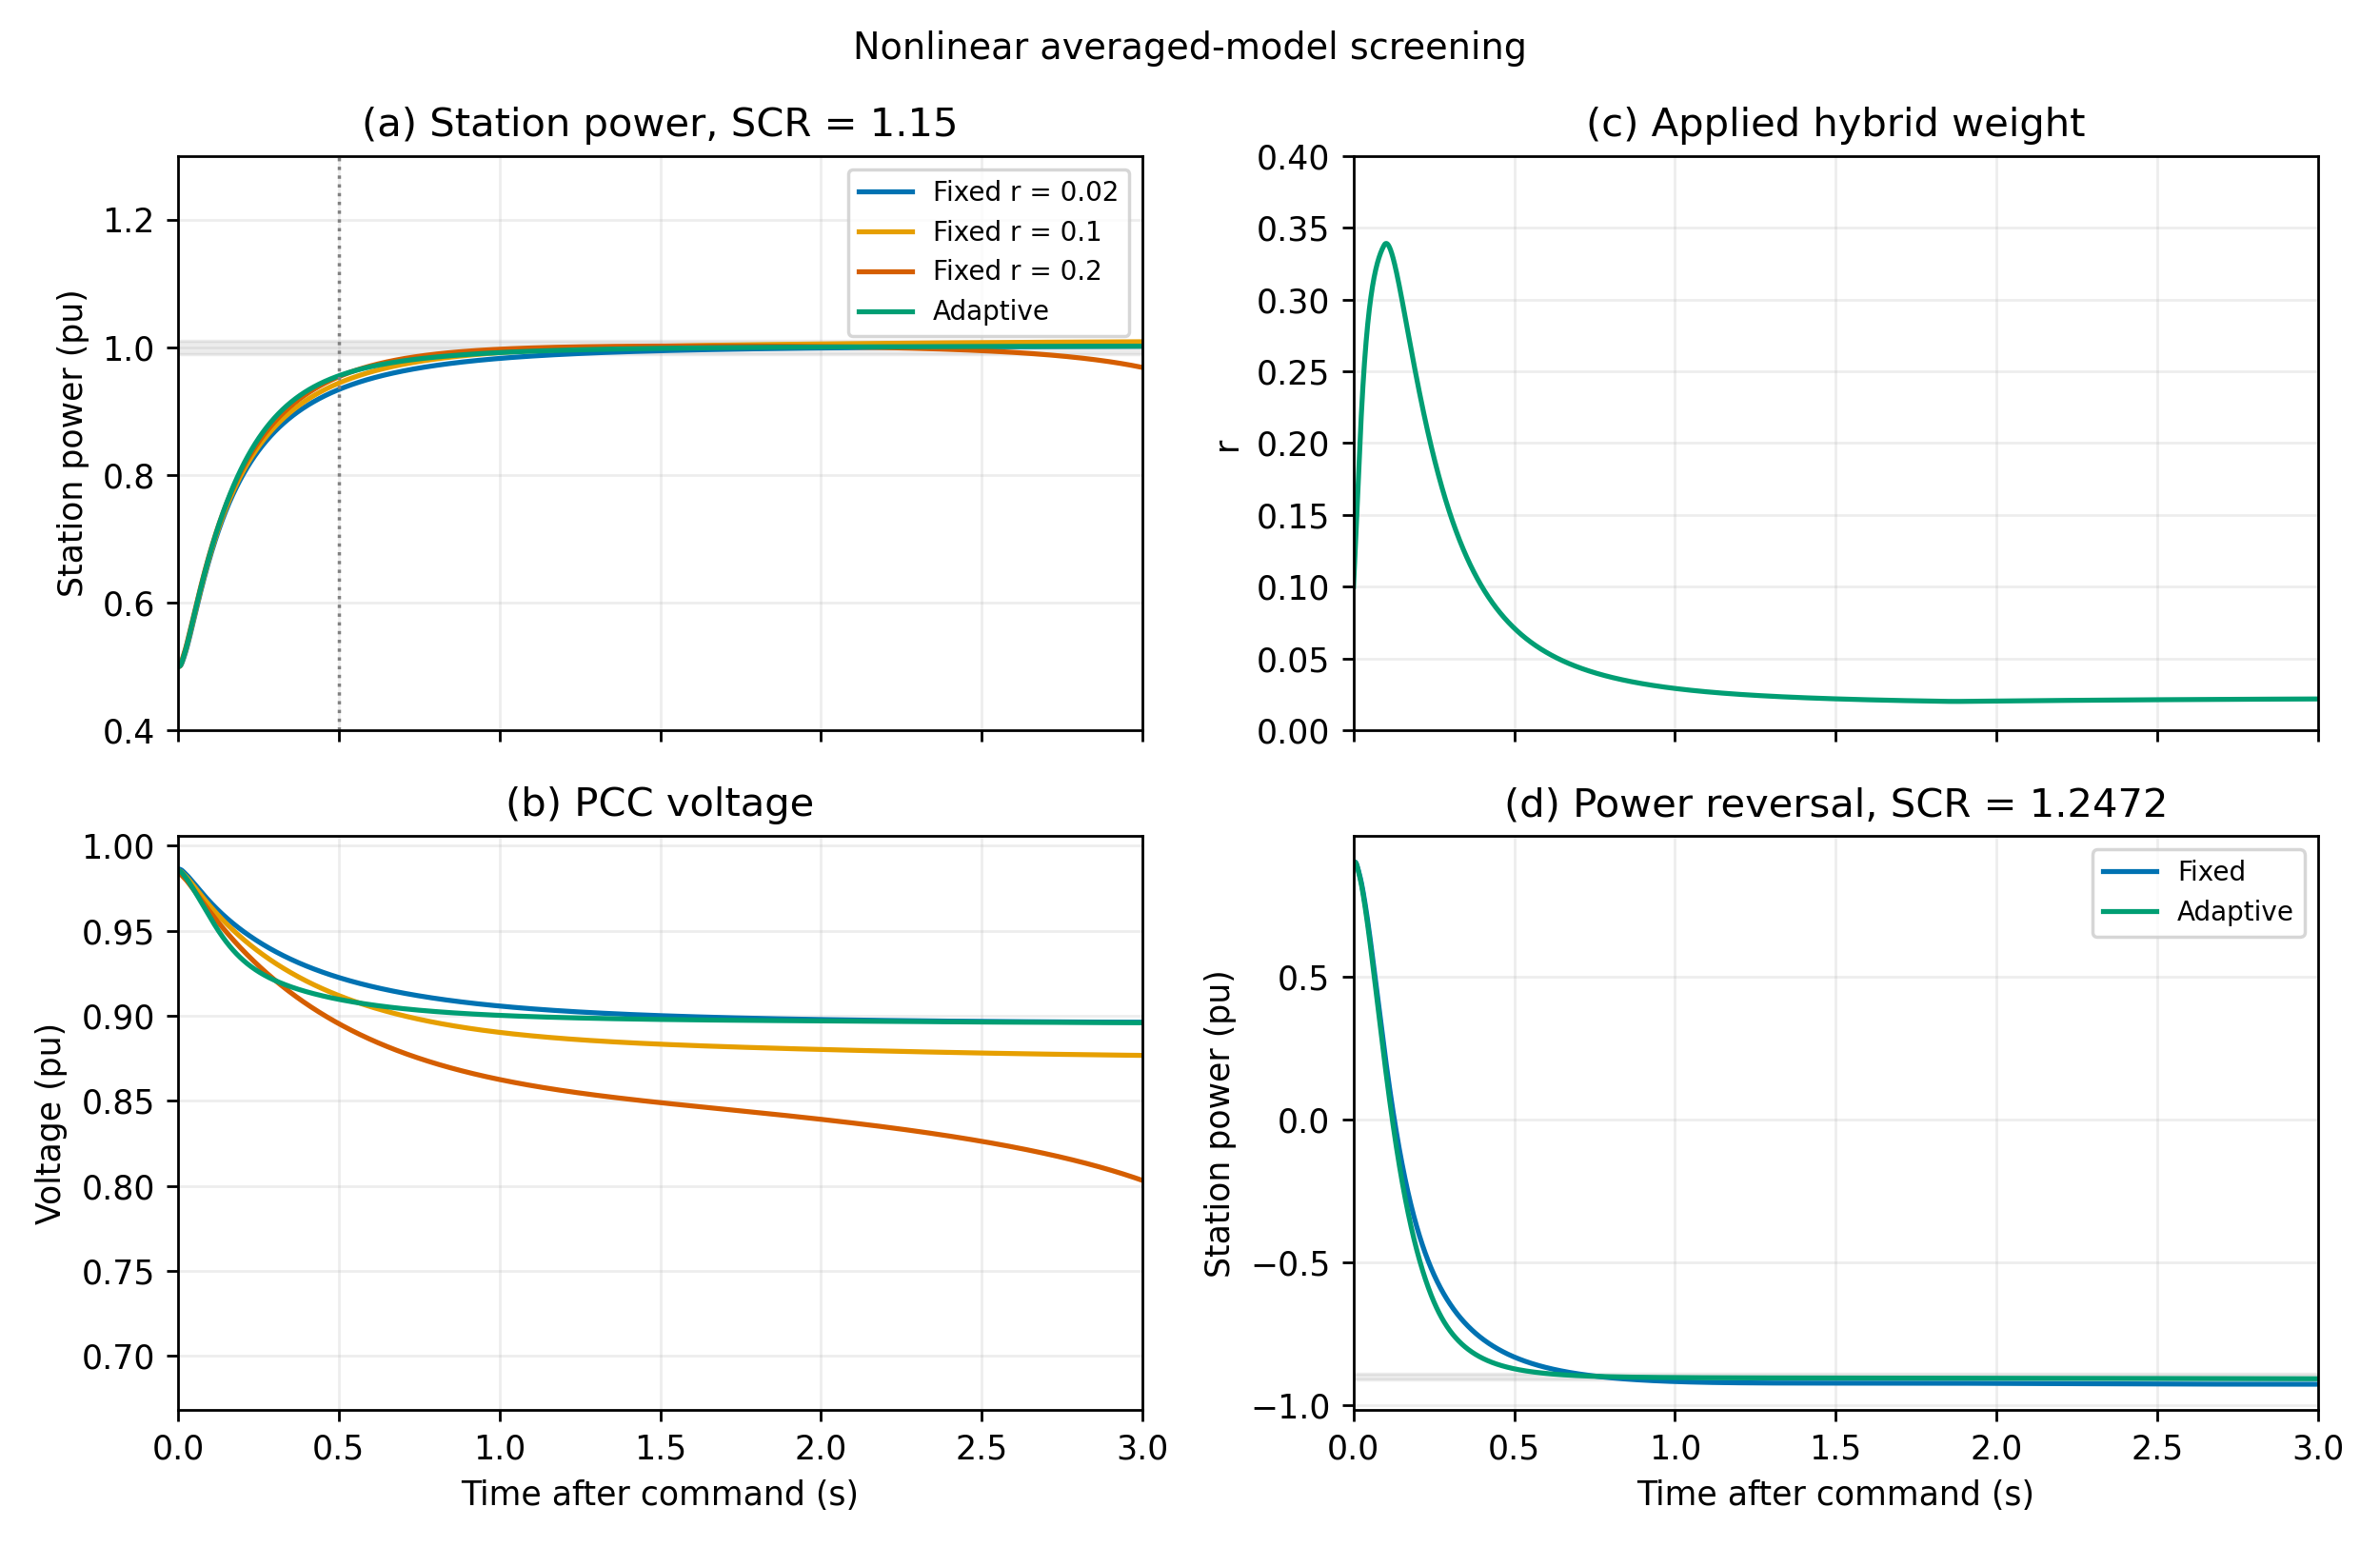 Nonlinear averaged-model screening
(a) Station power, SCR = 1.15
Station power (pu)
1.2
1.0
0.8
0.6
0.4
Fixed r = 0.02
Fixed r = 0.1
Fixed r = 0.2
Adaptive
(c) Applied hybrid weight
r
0.40
0.35
0.30
0.25
0.20
0.15
0.10
0.05
0.00
(b) PCC voltage
Voltage (pu)
1.00
0.95
0.90
0.85
0.80
0.75
0.70
0.0 0.5 1.0 1.5 2.0 2.5 3.0
Time after command (s)
(d) Power reversal, SCR = 1.2472
Station power (pu)
0.5
0.0
−0.5
−1.0
Fixed
Adaptive
0.0 0.5 1.0 1.5 2.0 2.5 3.0
Time after command (s)